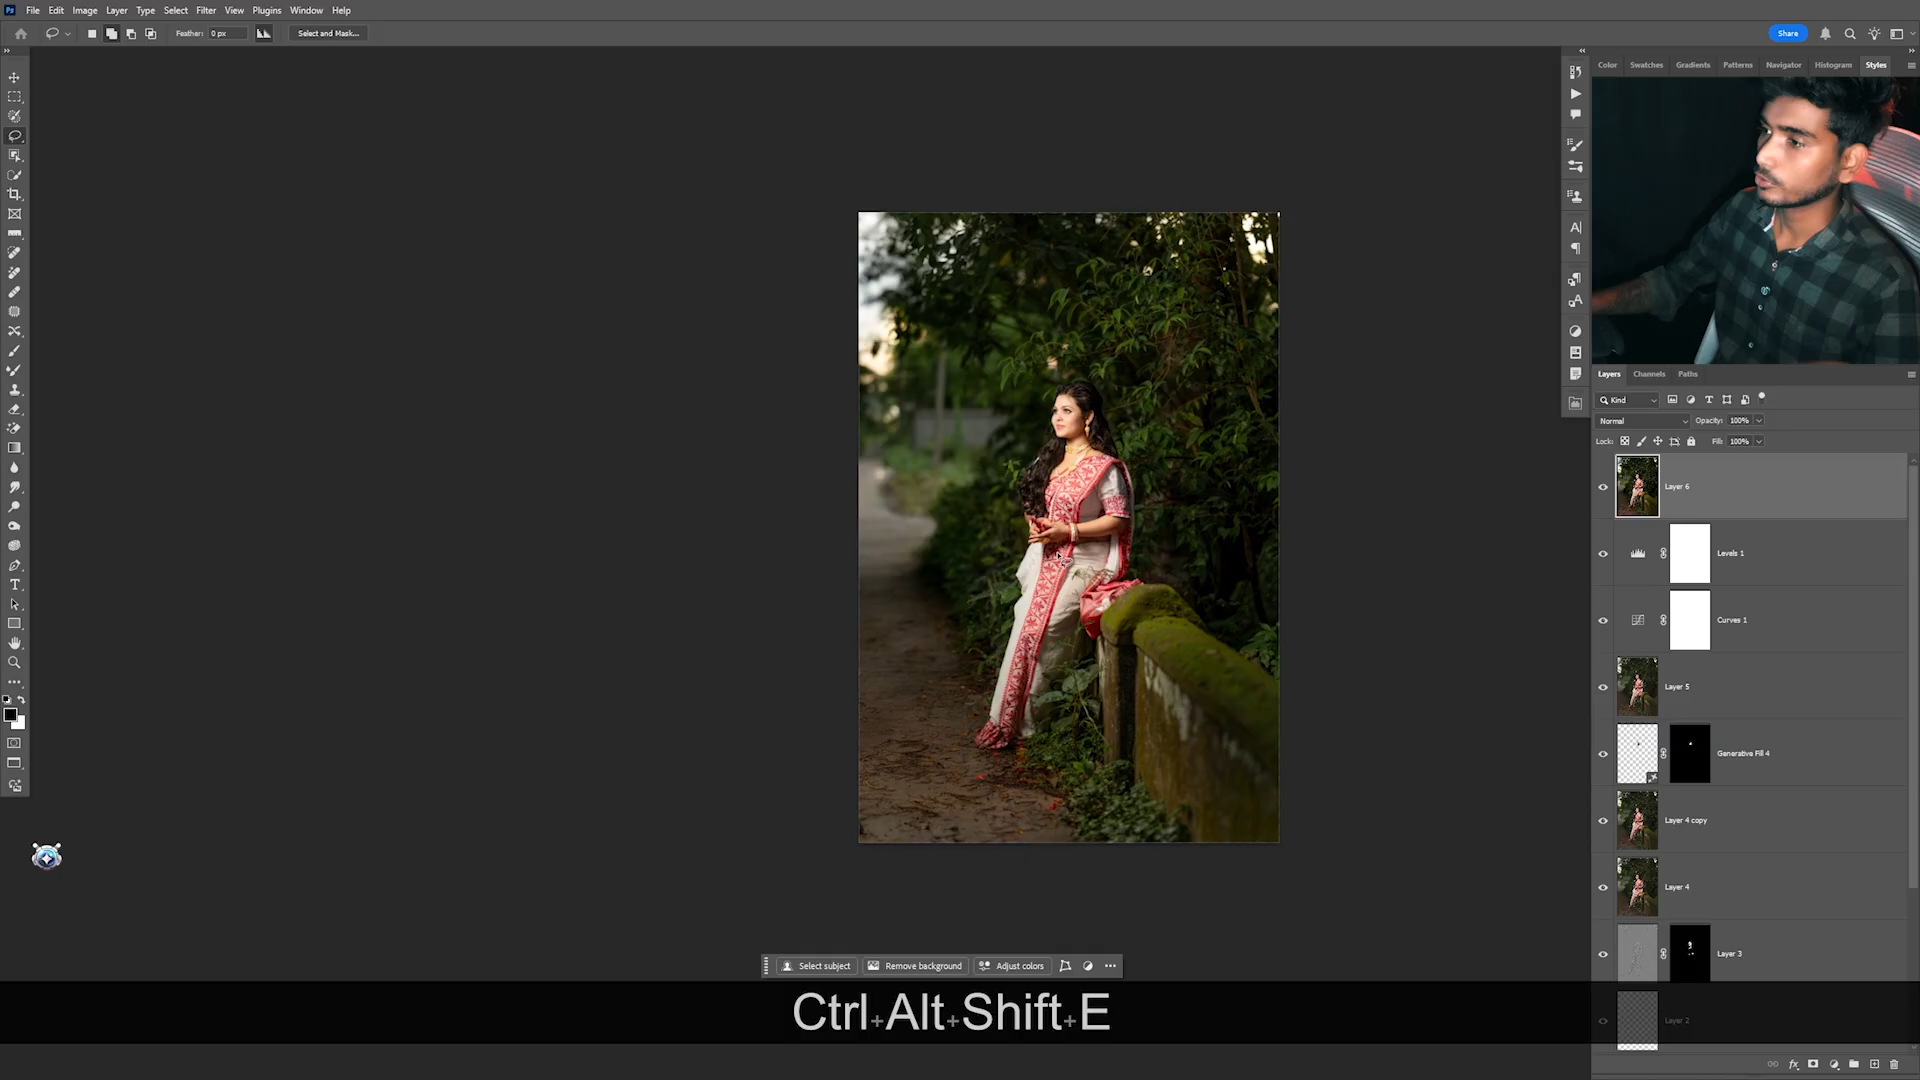 Ps File Edit Image Layer Type Select Filter View Plugins Window Help
Feather: 0 px Select and Mask... Share
Color Swatches Gradients Patterns Navigator Histogram Styles
Layers Channels Paths
Kind
Normal Opacity: 100%
Lock: Fill: 100%
Layer 6
Levels 1
Curves 1
Layer 5
Generative Fill 4
Layer 4 copy
Layer 4
Layer 3
Layer 2
Select subject Remove background Adjust colors
Ctrl+Alt+Shift+E
fx